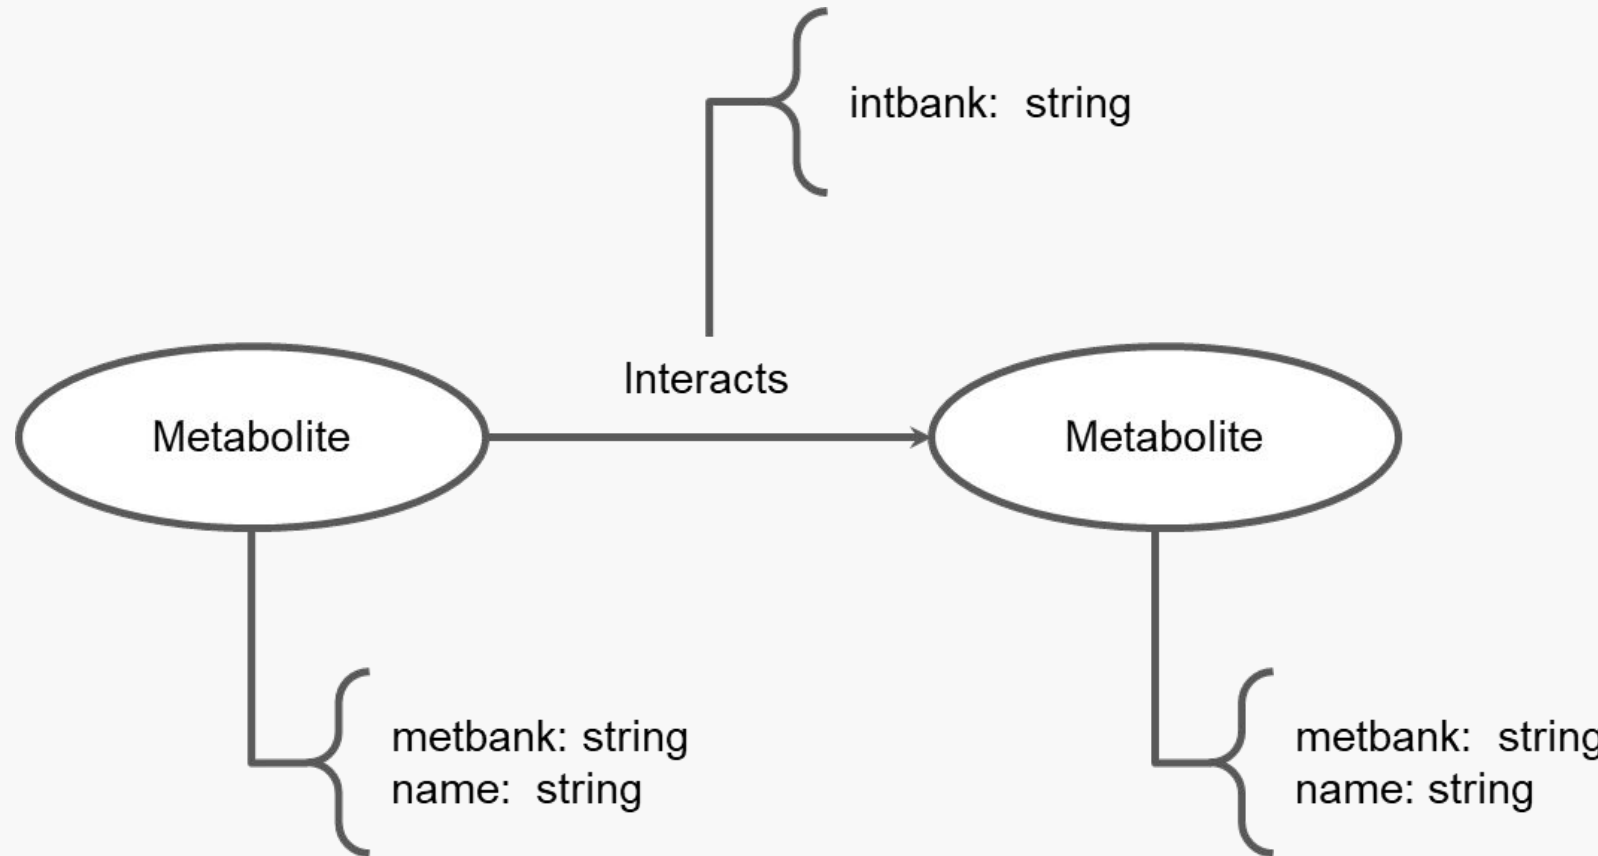 intbank: string
Interacts
Metabolite
Metabolite
metbank: string
name: string
metbank: string
name: string